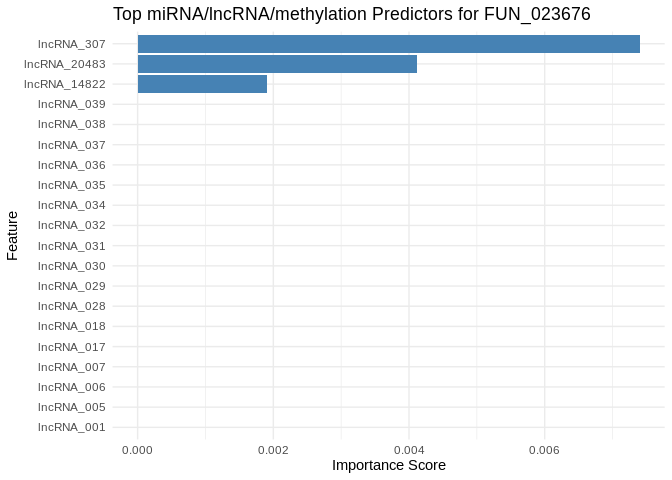 Top miRNA/lncRNA/methylation Predictors for FUN_023676
Feature
lncRNA_307
lncRNA_20483
lncRNA_14822
lncRNA_039
lncRNA_038
lncRNA_037
lncRNA_036
lncRNA_035
lncRNA_034
lncRNA_032
lncRNA_031
lncRNA_030
lncRNA_029
lncRNA_028
lncRNA_018
lncRNA_017
lncRNA_007
lncRNA_006
lncRNA_005
lncRNA_001
0.000 0.002 0.004 0.006
Importance Score